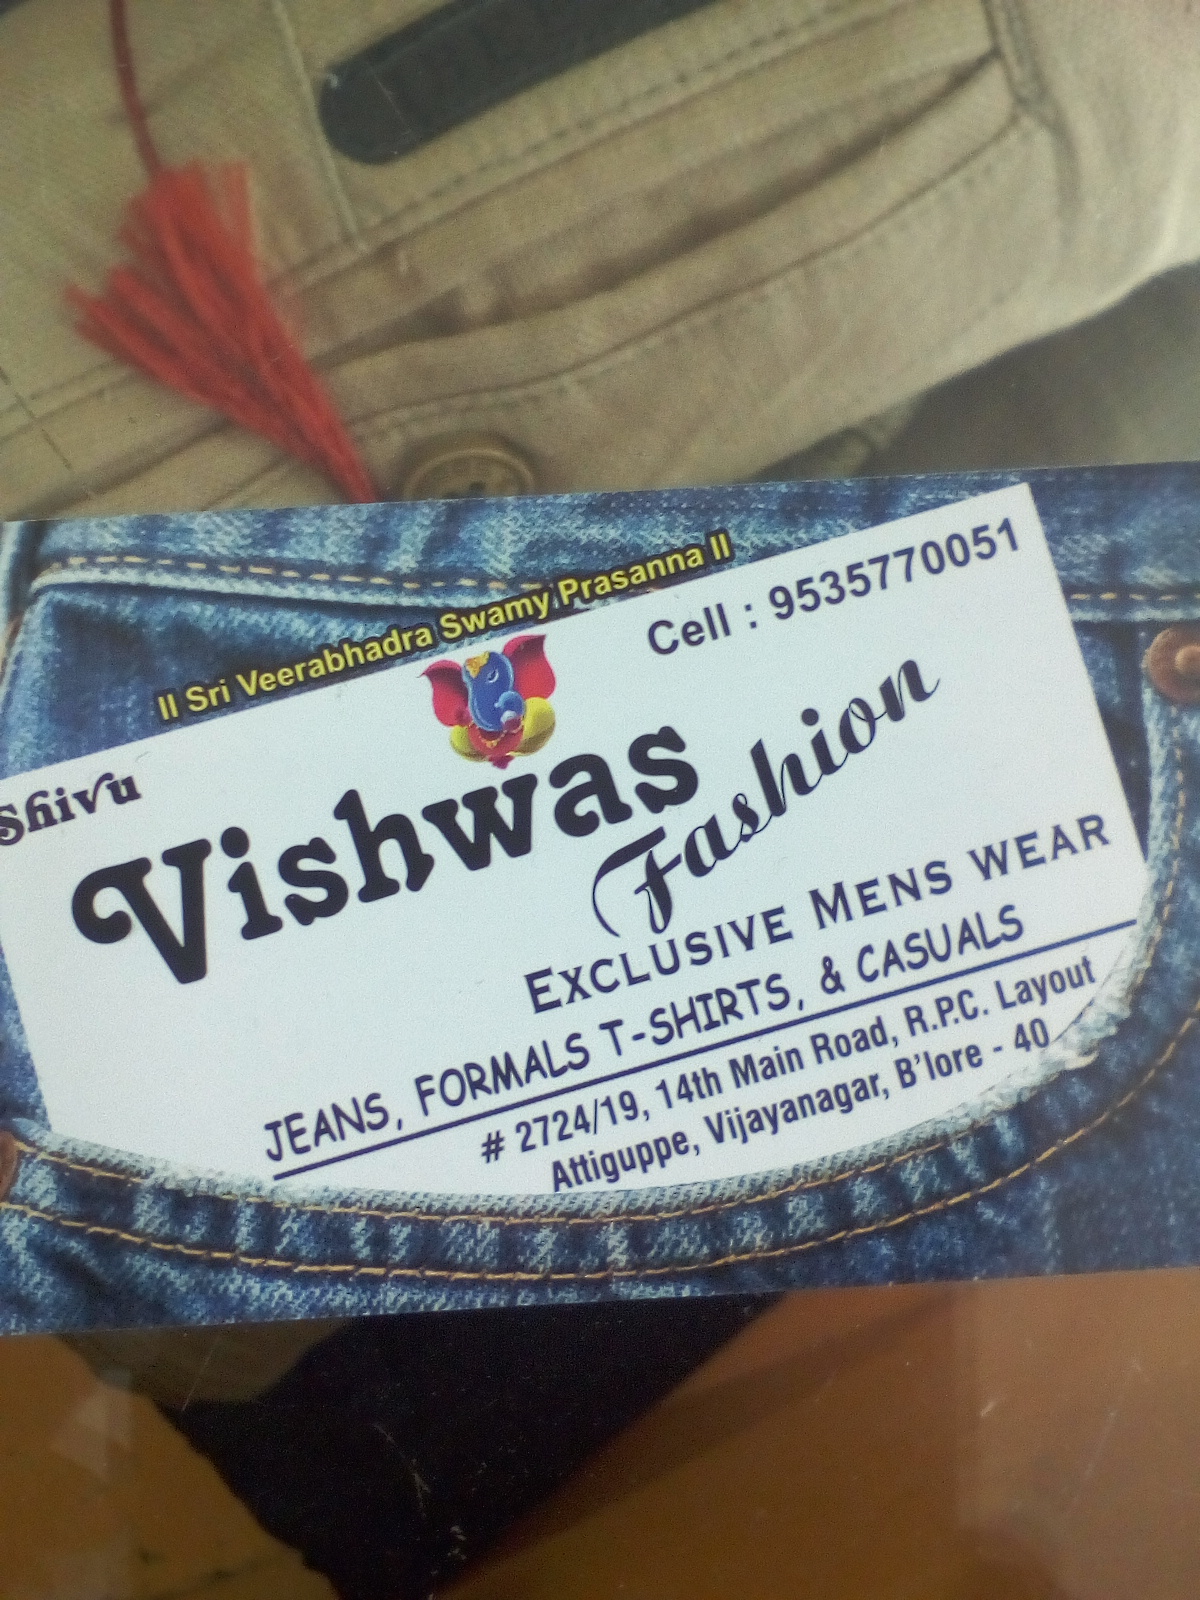 II Sri Veerabhadra Swamy Prasanna II
Cell : 9535770051
Shivu
Vishwas
Fashion
EXCLUSIVE MENS WEAR
JEANS, FORMALS T-SHIRTS, & CASUALS
# 2724/19, 14th Main Road, R.P.C. Layout
Attiguppe, Vijayanagar, B'lore - 40